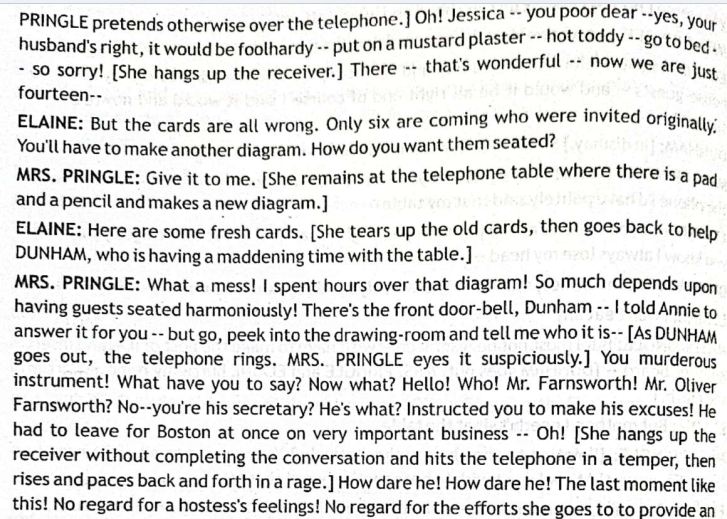 PRINGLE pretends otherwise over the telephone.] Oh! Jessica -- you poor dear --yes, your
husband's right, it would be foolhardy -- put on a mustard plaster -- hot toddy -- go to bed -
- so sorry! [She hangs up the receiver.] There -- that's wonderful -- now we are just
fourteen--
ELAINE: But the cards are all wrong. Only six are coming who were invited originally.
You'll have to make another diagram. How do you want them seated?
MRS. PRINGLE: Give it to me. [She remains at the telephone table where there is a pad
and a pencil and makes a new diagram.]
ELAINE: Here are some fresh cards. [She tears up the old cards, then goes back to help
DUNHAM, who is having a maddening time with the table.]
MRS. PRINGLE: What a mess! I spent hours over that diagram! So much depends upon
having guests seated harmoniously! There's the front door-bell, Dunham -- I told Annie to
answer it for you -- but go, peek into the drawing-room and tell me who it is-- [As DUNHAM
goes out, the telephone rings. MRS. PRINGLE eyes it suspiciously.] You murderous
instrument! What have you to say? Now what? Hello! Who! Mr. Farnsworth! Mr. Oliver
Farnsworth? No--you're his secretary? He's what? Instructed you to make his excuses! He
had to leave for Boston at once on very important business -- Oh! [She hangs up the
receiver without completing the conversation and hits the telephone in a temper, then
rises and paces back and forth in a rage.] How dare he! How dare he! The last moment like
this! No regard for a hostess's feelings! No regard for the efforts she goes to to provide an